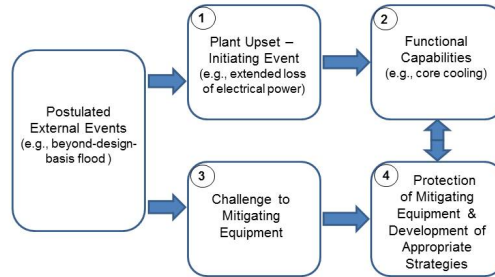 Postulated
External Events
(e.g., beyond-design-
basis flood )
1
Plant Upset –
Initiating Event
(e.g., extended loss
of electrical power)
2
Functional
Capabilities
(e.g., core cooling)
3
Challenge to
Mitigating
Equipment
4
Protection
of Mitigating
Equipment &
Development of
Appropriate
Strategies